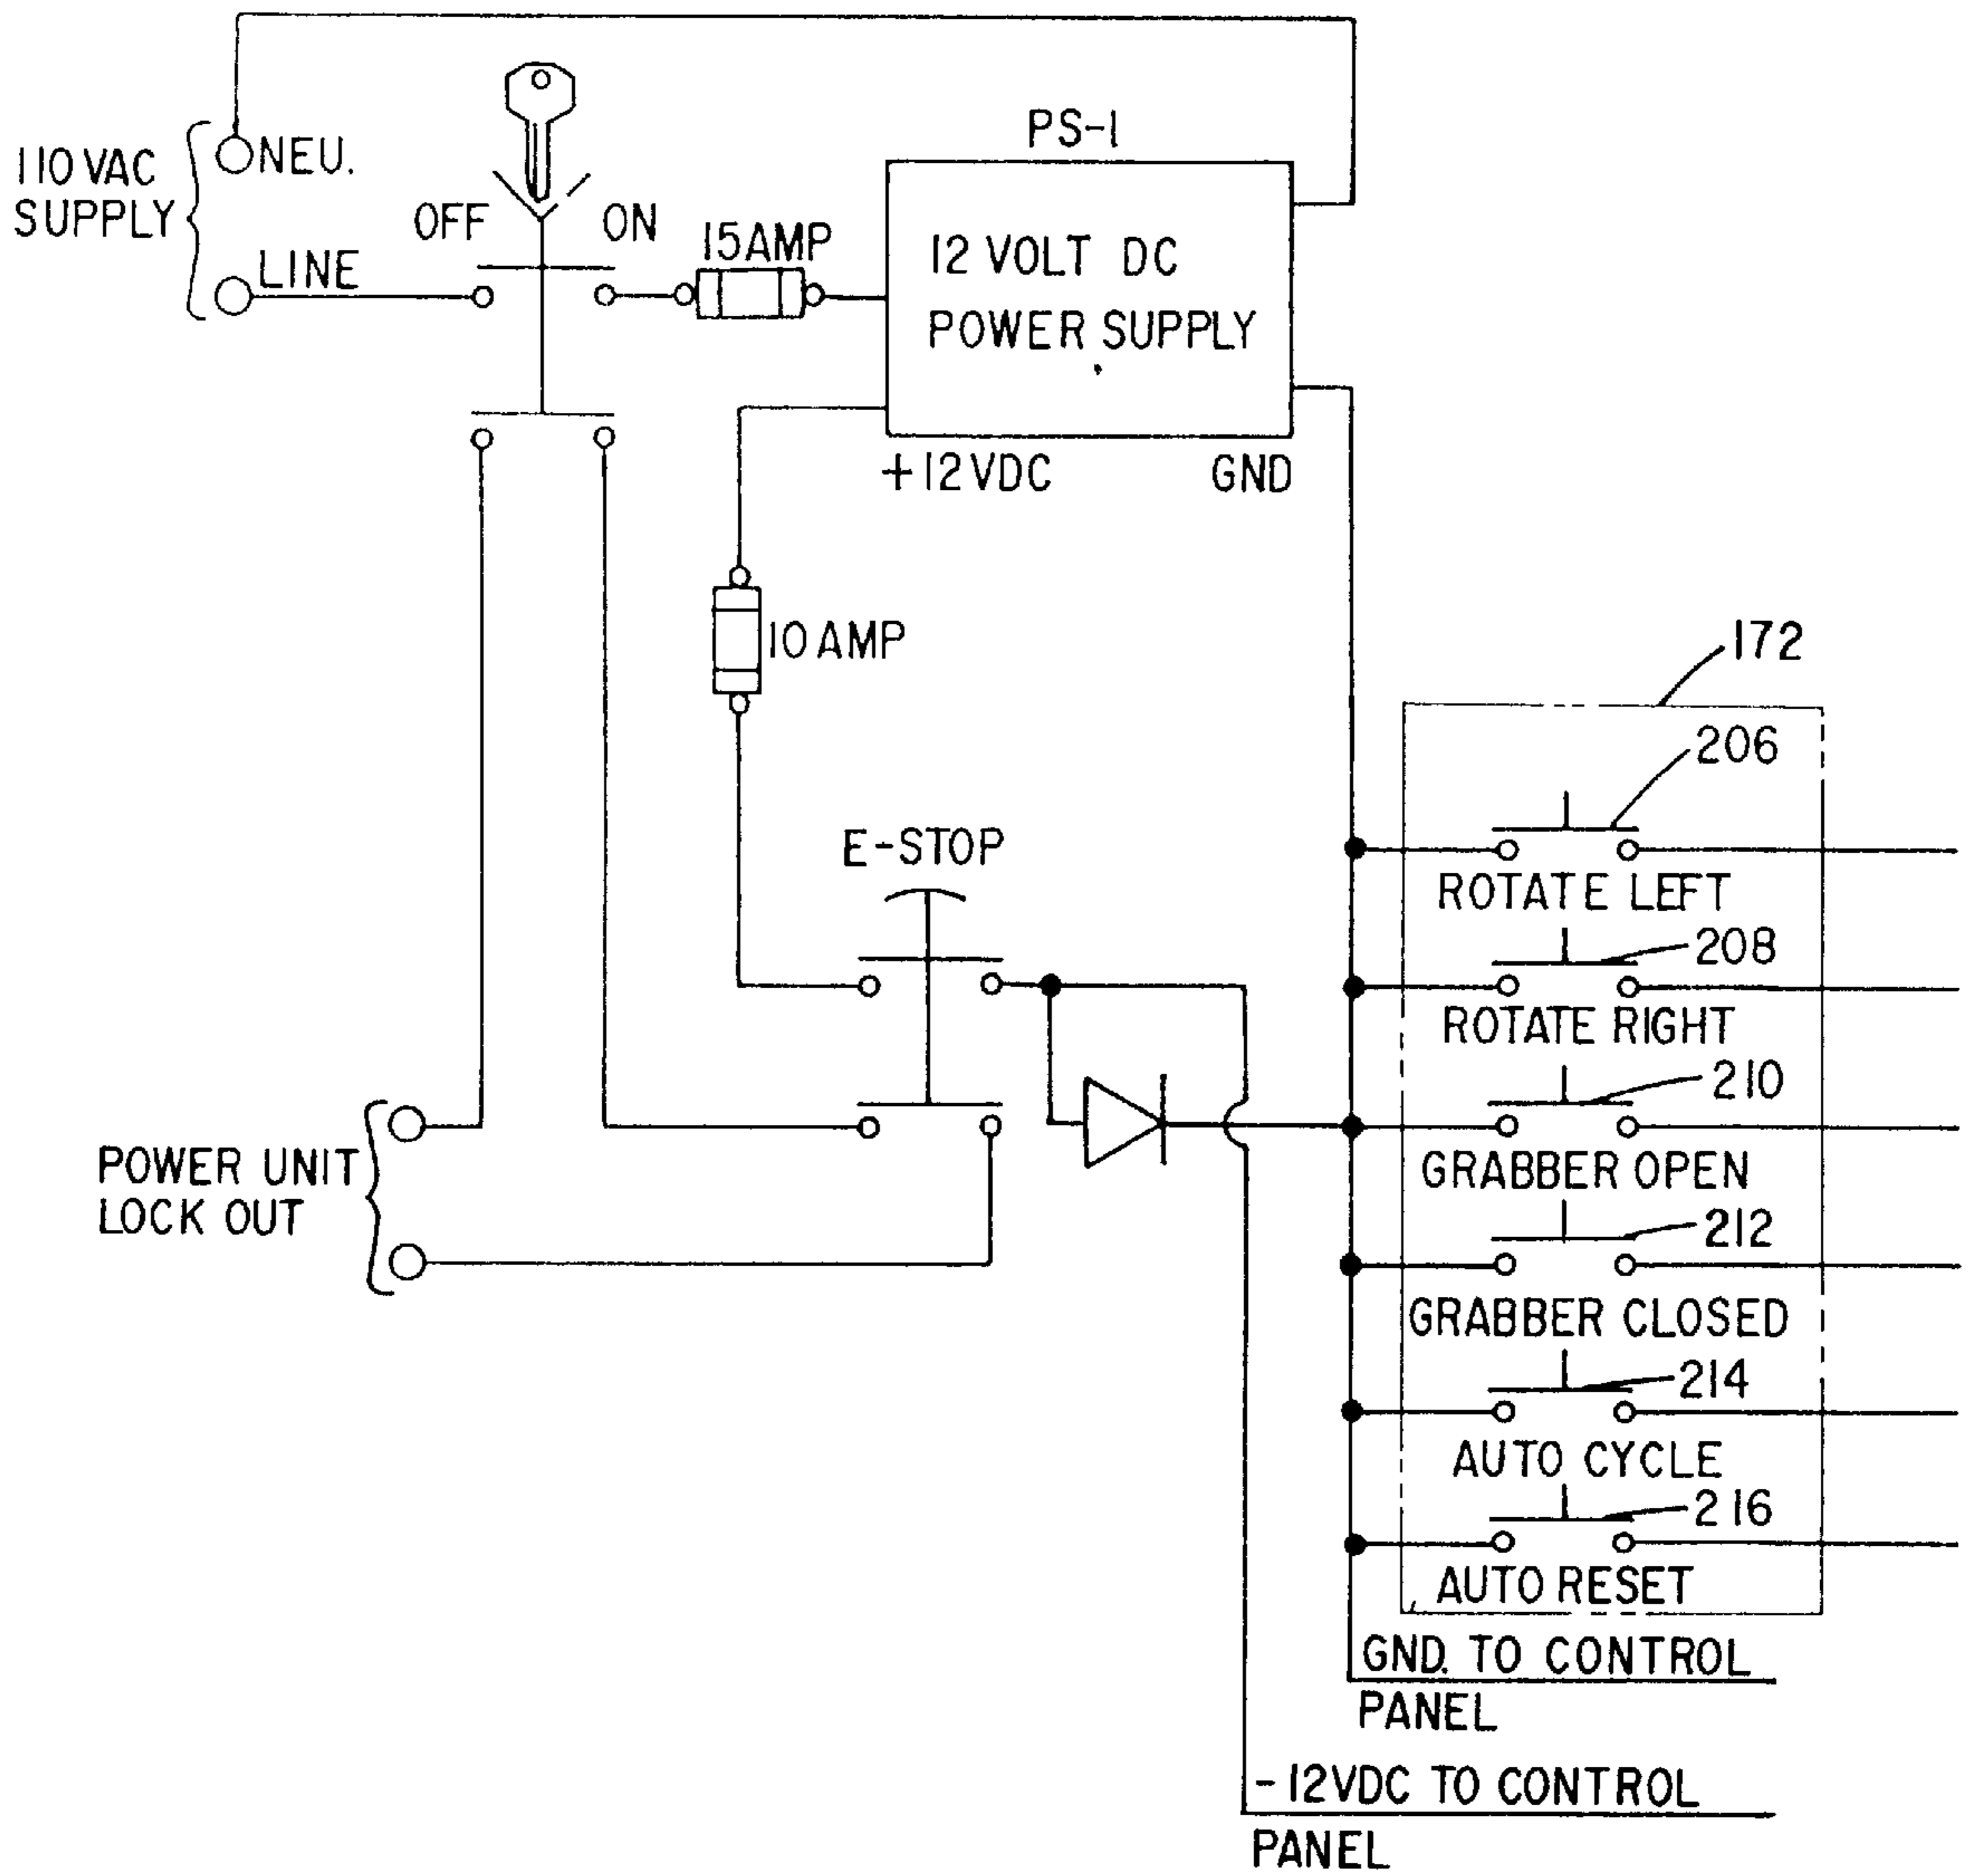 110 VAC
SUPPLY
NEU.
LINE
OFF
ON
15 AMP
PS-1
12 VOLT DC
POWER SUPPLY
+12VDC
GND
10 AMP
172
206
E-STOP
ROTATE LEFT
208
ROTATE RIGHT
210
GRABBER OPEN
POWER UNIT
LOCK OUT
212
GRABBER CLOSED
214
AUTO CYCLE
216
AUTO RESET
GND. TO CONTROL
PANEL
-12VDC TO CONTROL
PANEL